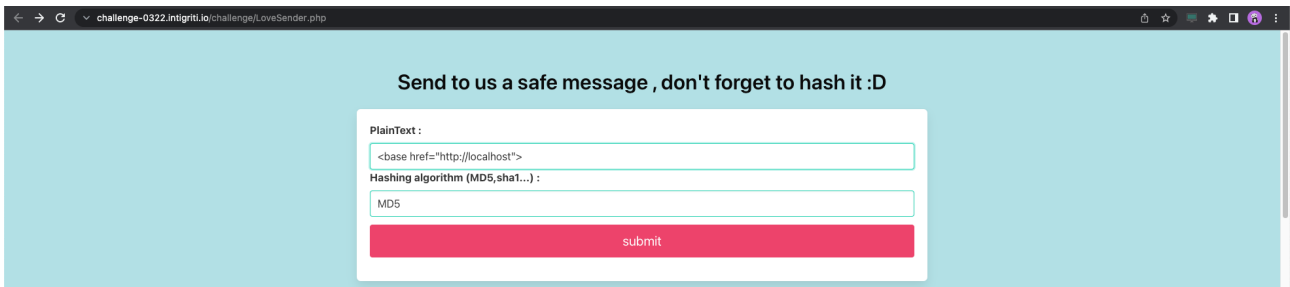 challenge-0322.intigriti.io/challenge/LoveSender.php
Send to us a safe message , don't forget to hash it :D
PlainText :
<base href="http://localhost">
Hashing algorithm (MD5,sha1...) :
MD5
submit